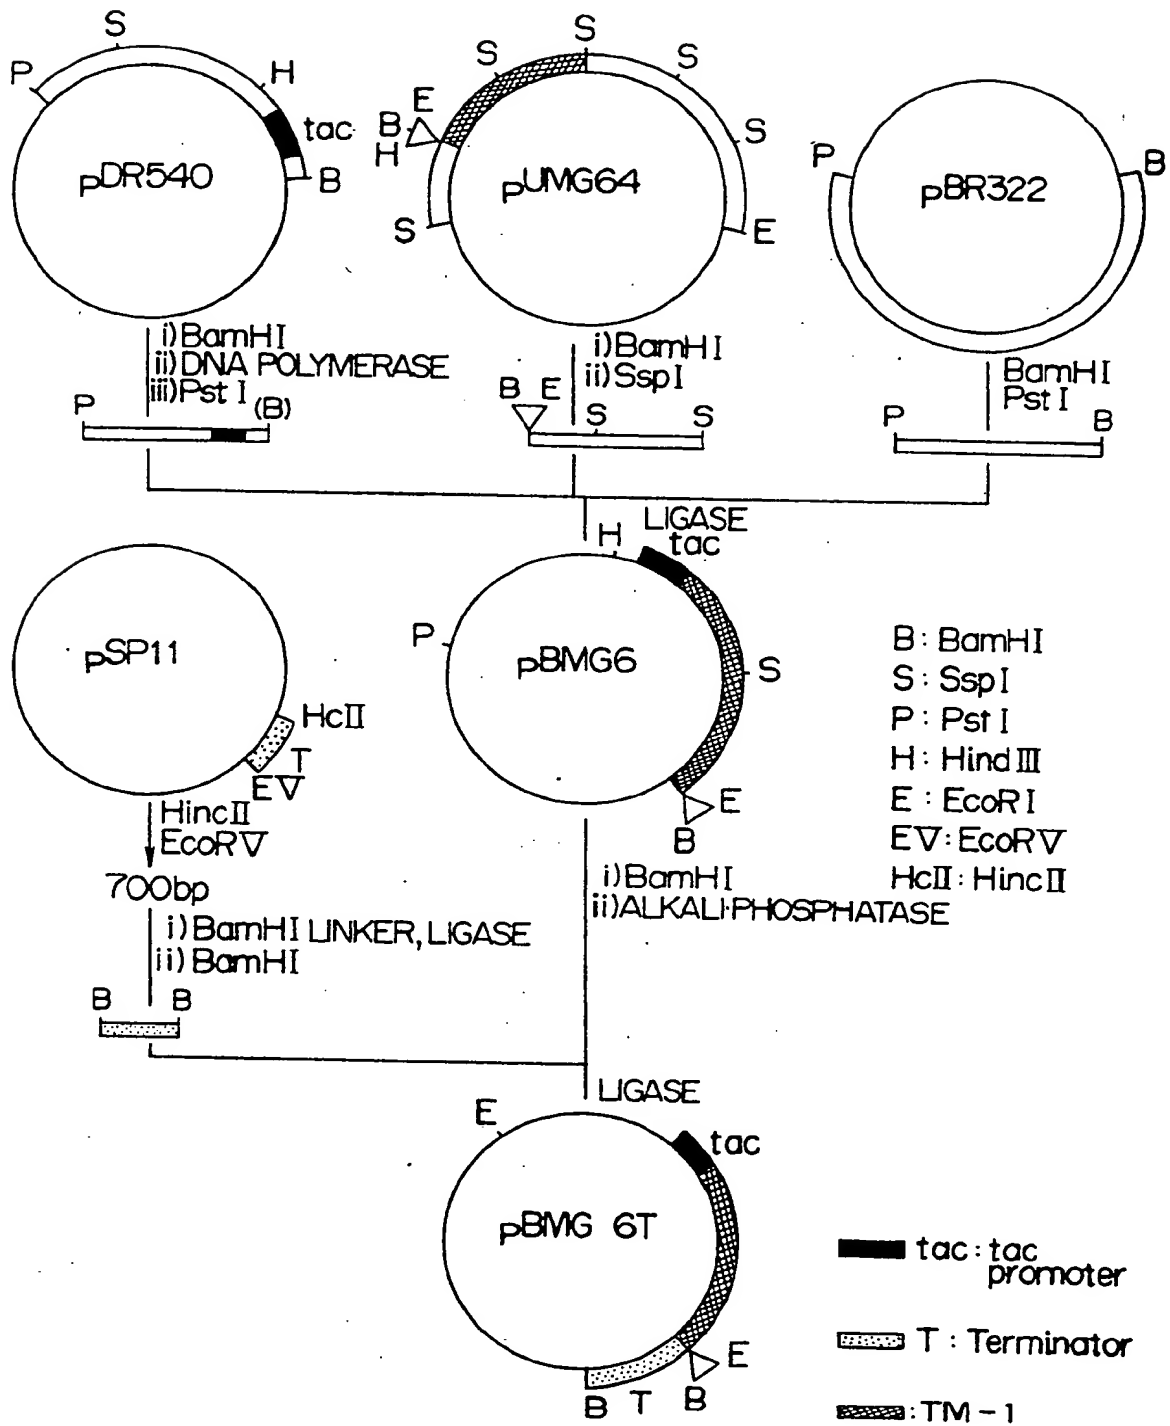 S
P
H
tac
B
pDR540
S
S
S
S
E
B
H
S
E
pUMG64
P
B
pBR322
i) BamHI
ii) DNA POLYMERASE
iii) Pst I
P
(B)
i) BamHI
ii) SspI
B E
S
S
BamHI
Pst I
P
B
LIGASE
H
tac
P
S
pBMG6
E
B
pSP11
HcII
T
EV
HincII
EcoRV
700bp
i) BamHI LINKER, LIGASE
ii) BamHI
B B
i) BamHI
ii) ALKALI·PHOSPHATASE
B : BamHI
S : SspI
P : Pst I
H : Hind III
E : EcoRI
EV : EcoRV
HcII : HincII
LIGASE
E
tac
pBMG 6T
E
B
B T
tac : tac
promoter
T : Terminator
: TM-1